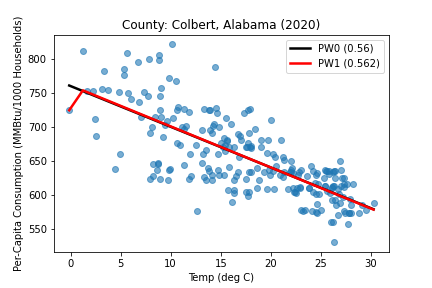 County: Colbert, Alabama (2020)
Per-Capita Consumption (MMBtu/1000 Households)
800
750
700
650
600
550
PW0 (0.56)
PW1 (0.562)
0
5
10
15
20
25
30
Temp (deg C)